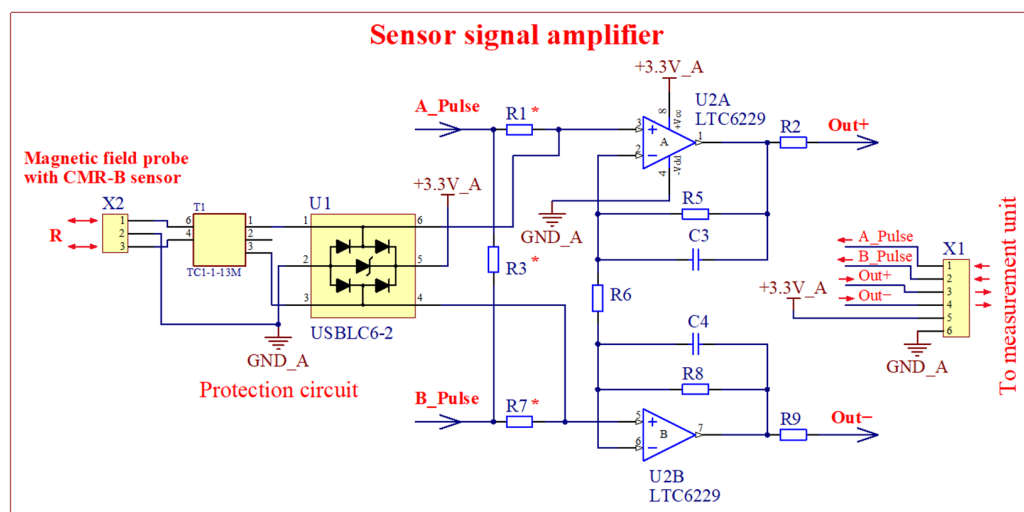 Sensor signal amplifier
+3.3V_A
A_Pulse
R1 *
U2A
LTC6229
8
+Vcc
3
2
A
1
4
-Vdd
R2
Out+
Magnetic field probe
with CMR-B sensor
X2
1
2
3
R
T1
6
4
1
2
3
TC1-1-13M
U1
1
2
3
6
5
4
USBLC6-2
+3.3V_A
GND_A
Protection circuit
R3 *
GND_A
R5
C3
R6
C4
R8
B_Pulse
R7 *
5
6
B
7
R9
Out−
U2B
LTC6229
A_Pulse
B_Pulse
Out+
Out−
+3.3V_A
X1
1
2
3
4
5
6
GND_A
To measurement unit